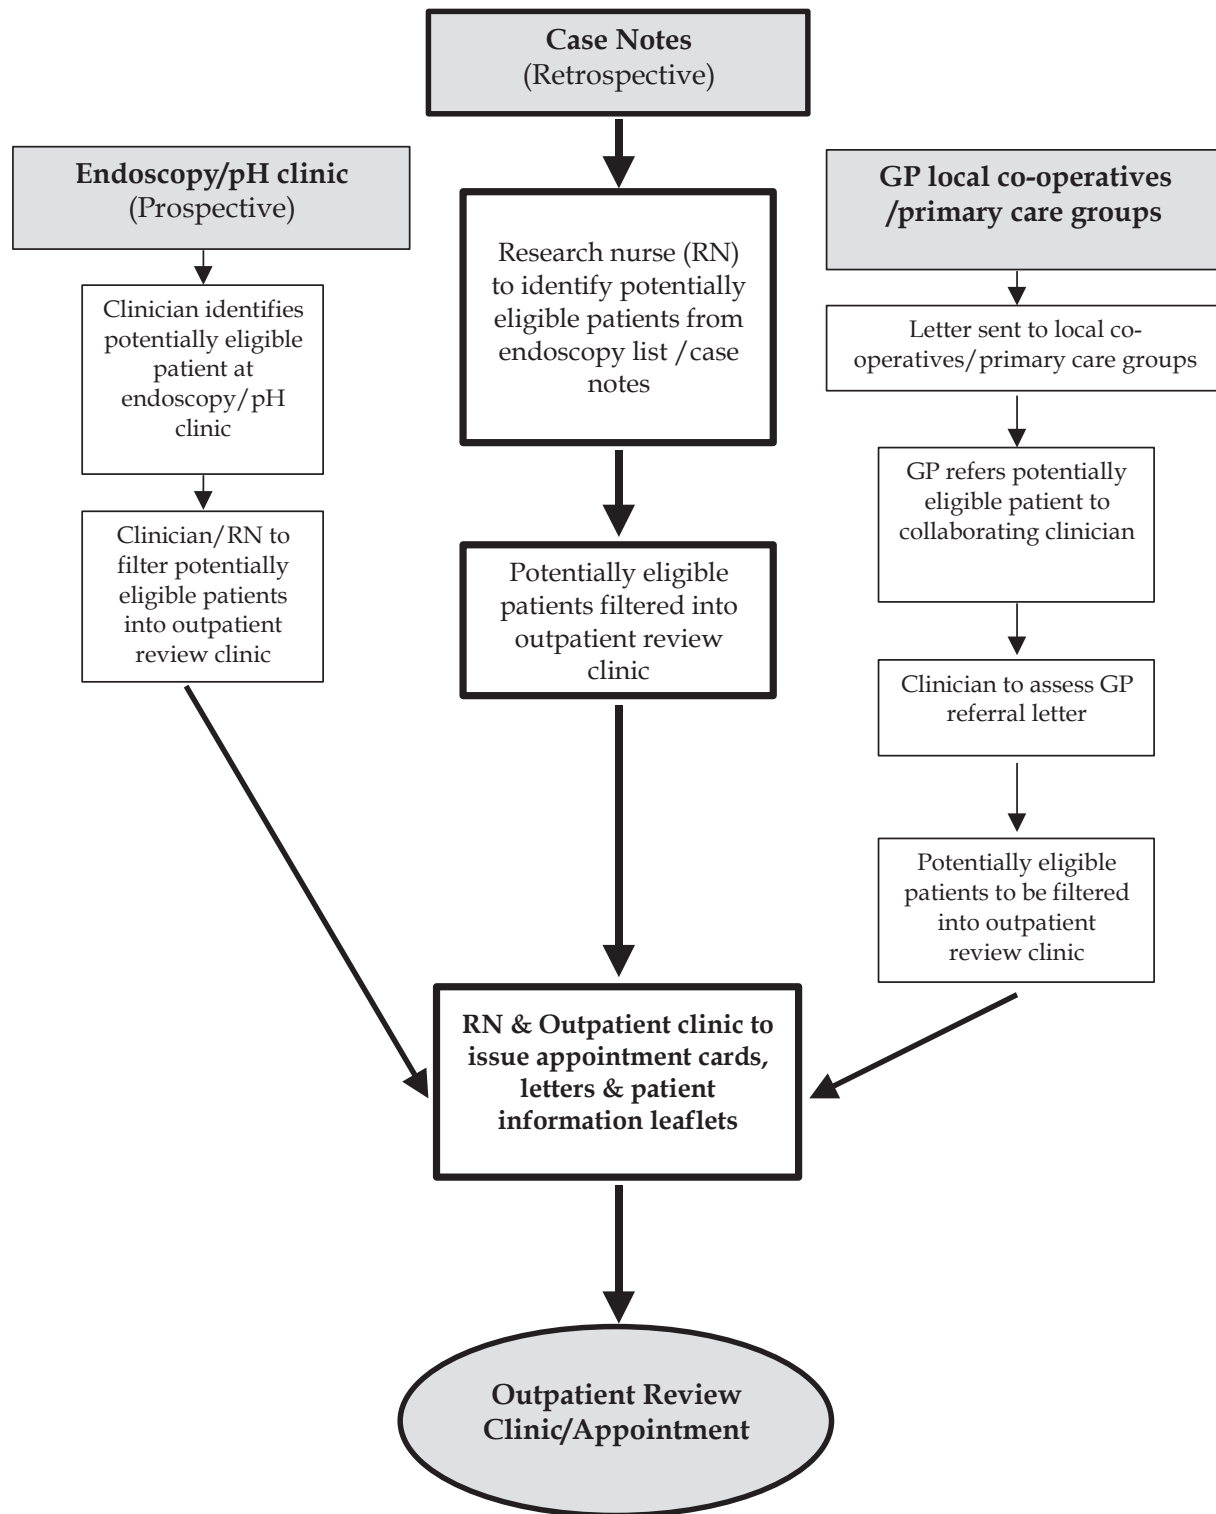 Case Notes
(Retrospective)
Endoscopy/pH clinic
(Prospective)
Clinician identifies
potentially eligible
patient at
endoscopy/pH
clinic
Clinician/RN to
filter potentially
eligible patients
into outpatient
review clinic
Research nurse (RN)
to identify potentially
eligible patients from
endoscopy list /case
notes
Potentially eligible
patients filtered into
outpatient review
clinic
GP local co-operatives
/primary care groups
Letter sent to local co-
operatives/primary care groups
GP refers potentially
eligible patient to
collaborating clinician
Clinician to assess GP
referral letter
Potentially eligible
patients to be filtered
into outpatient
review clinic
RN & Outpatient clinic to
issue appointment cards,
letters & patient
information leaflets
Outpatient Review
Clinic/Appointment